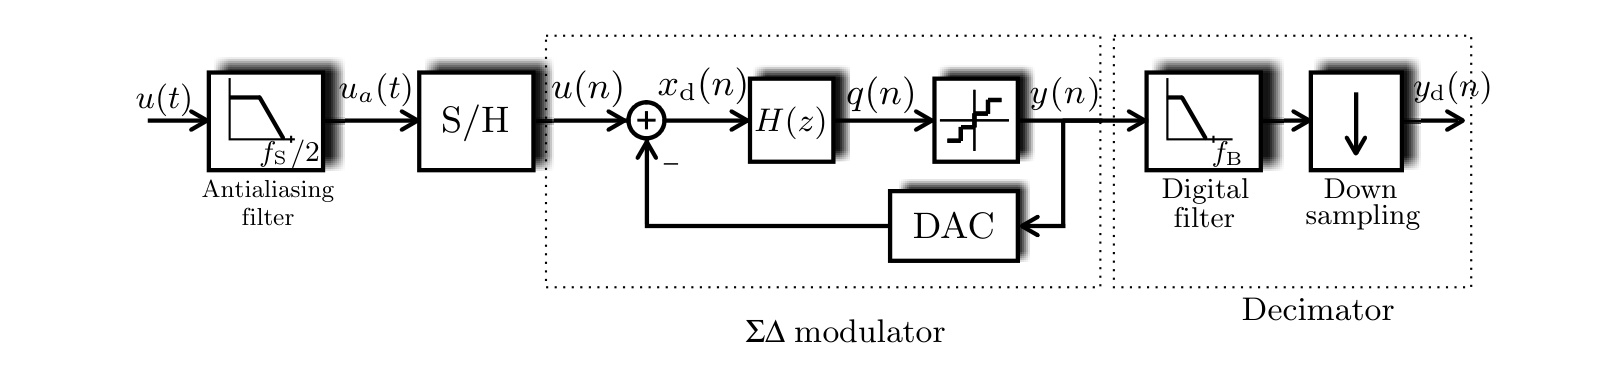 u(t)
f_S/2
Antialiasing
filter
u_a(t)
S/H
u(n)
+
−
x_d(n)
H(z)
q(n)
y(n)
DAC
ΣΔ modulator
f_B
Digital
filter
Down
sampling
y_d(n)
Decimator